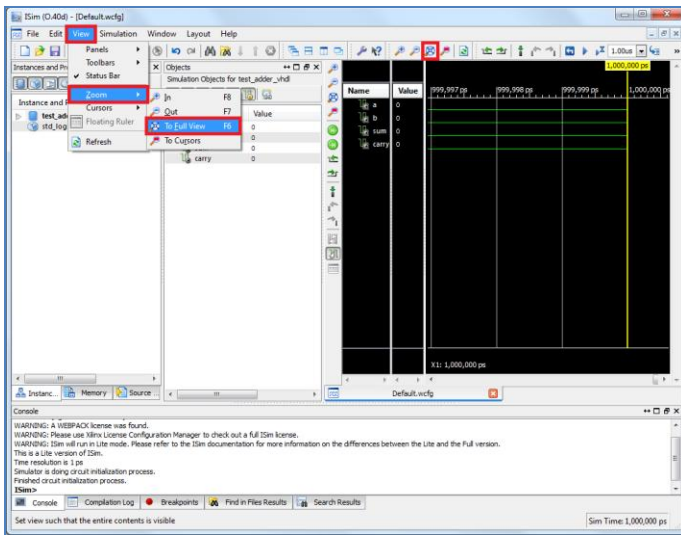 ISim (O.40d) - [Default.wcfg]
File Edit View Simulation Window Layout Help
Panels
Toolbars
Status Bar
Zoom
Cursors
Floating Ruler
Refresh
In F8
Out F7
To Full View F6
To Cursors
1.00us
Instances and Pr
Instance and P
test_add
std_log
Objects
Simulation Objects for test_adder_vhdl
Value
0
0
0
carry 0
Name Value
a 0
b 0
sum 0
carry 0
1,000,000 ps
999,997 ps 999,998 ps 999,999 ps 1,000,000 ps
X1: 1,000,000 ps
Instanc... Memory Source ...
Default.wcfg
Console
WARNING: A WEBPACK license was found.
WARNING: Please use Xilinx License Configuration Manager to check out a full ISim license.
WARNING: ISim will run in Lite mode. Please refer to the ISim documentation for more information on the differences between the Lite and the Full version.
This is a Lite version of ISim.
Time resolution is 1 ps
Simulator is doing circuit initialization process.
Finished circuit initialization process.
ISim>
Console Compilation Log Breakpoints Find in Files Results Search Results
Set view such that the entire contents is visible
Sim Time: 1,000,000 ps